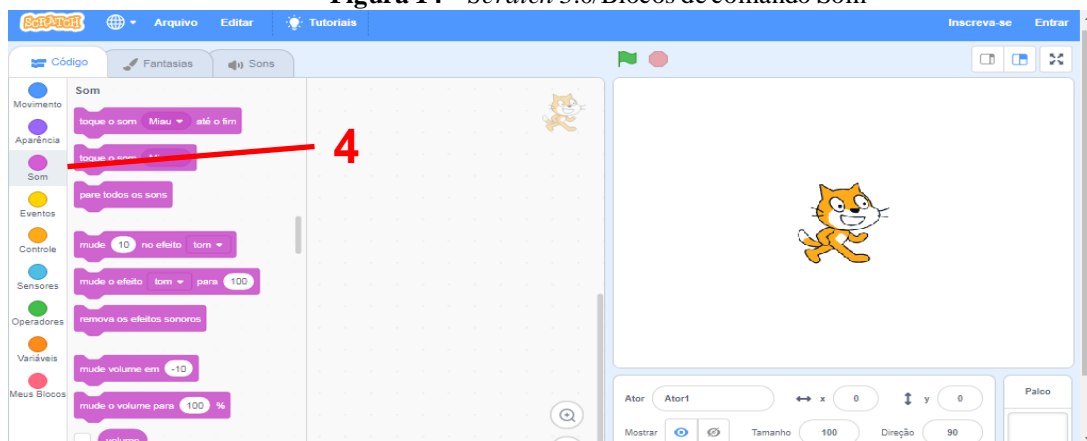 Figura 14 - Scratch 3.0/Blocos de comando Som
SCRATCH Arquivo Editar Tutoriais Inscreva-se Entrar
Código Fantasias Sons
Movimento
Aparência
Som
Eventos
Controle
Sensores
Operadores
Variáveis
Meus Blocos
Som
toque o som Miau até o fim
toque o som
pare todos os sons
mude 10 no efeito tom
mude o efeito tom para 100
remova os efeitos sonoros
mude volume em -10
mude o volume para 100 %
volume
4
Ator Ator1 x 0 y 0
Mostrar Tamanho 100 Direção 90
Palco